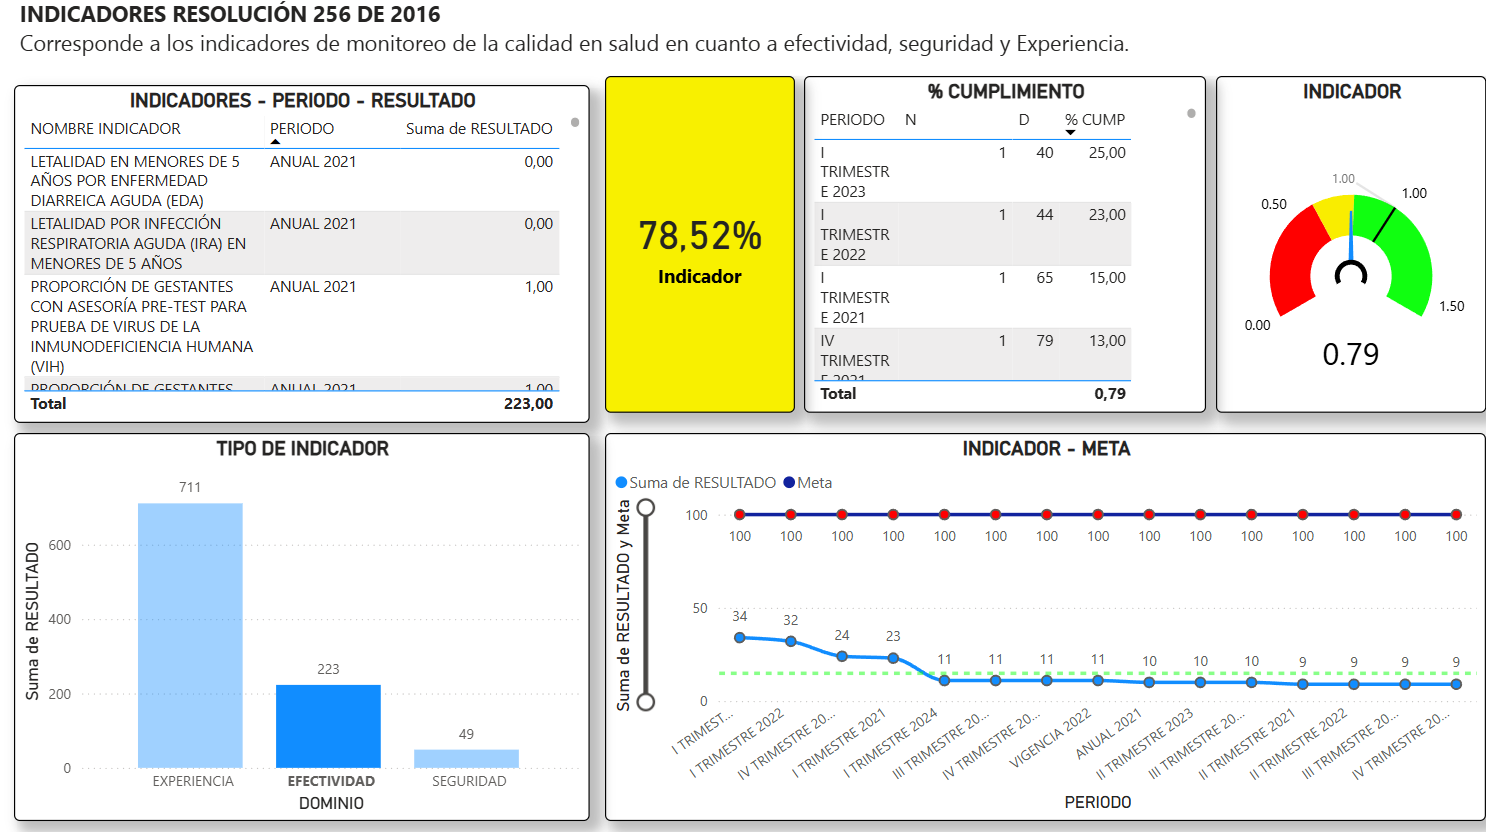 INDICADORES RESOLUCIÓN 256 DE 2016
Corresponde a los indicadores de monitoreo de la calidad en salud en cuanto a efectividad, seguridad y Experiencia.
INDICADORES - PERIODO - RESULTADO
NOMBRE INDICADOR PERIODO Suma de RESULTADO
LETALIDAD EN MENORES DE 5 ANUAL 2021 0,00
AÑOS POR ENFERMEDAD
DIARREICA AGUDA (EDA)
LETALIDAD POR INFECCIÓN ANUAL 2021 0,00
RESPIRATORIA AGUDA (IRA) EN
MENORES DE 5 AÑOS
PROPORCIÓN DE GESTANTES ANUAL 2021 1,00
CON ASESORÍA PRE-TEST PARA
PRUEBA DE VIRUS DE LA
INMUNODEFICIENCIA HUMANA
(VIH)
PROPORCIÓN DE GESTANTES ANUAL 2021 1,00
Total 223,00
78,52%
Indicador
% CUMPLIMIENTO
PERIODO N D % CUMP
I 1 40 25,00
TRIMESTR
E 2023
I 1 44 23,00
TRIMESTR
E 2022
I 1 65 15,00
TRIMESTR
E 2021
IV 1 79 13,00
TRIMESTR
E 2021
Total 0,79
INDICADOR
1.00
1.00
0.50
1.50
0.00
0.79
TIPO DE INDICADOR
Suma de RESULTADO
600
400
200
0
711
223
49
EXPERIENCIA EFECTIVIDAD SEGURIDAD
DOMINIO
INDICADOR - META
Suma de RESULTADO Meta
Suma de RESULTADO y Meta
100
50
0
100 100 100 100 100 100 100 100 100 100 100 100 100 100 100
34 32 24 23 11 11 11 11 10 10 10 9 9 9 9
I TRIMEST...
I TRIMESTRE 2022
IV TRIMESTRE 20...
I TRIMESTRE 2021
I TRIMESTRE 2024
III TRIMESTRE 20...
IV TRIMESTRE 20...
VIGENCIA 2022
ANUAL 2021
II TRIMESTRE 2023
III TRIMESTRE 20...
II TRIMESTRE 2021
II TRIMESTRE 2022
III TRIMESTRE 20...
IV TRIMESTRE 20...
PERIODO